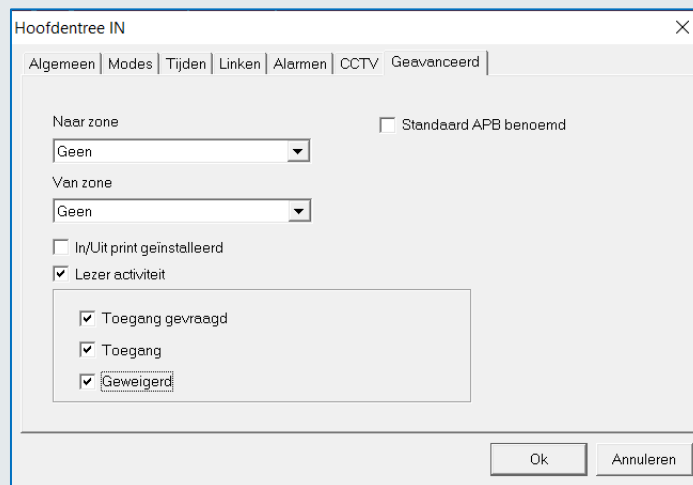 Hoofdentree IN
Algemeen Modes Tijden Linken Alarmen CCTV Geavanceerd
Naar zone
Standaard APB benoemd
Geen
Van zone
Geen
In/Uit print geïnstalleerd
Lezer activiteit
Toegang gevraagd
Toegang
Geweigerd
Ok Annuleren